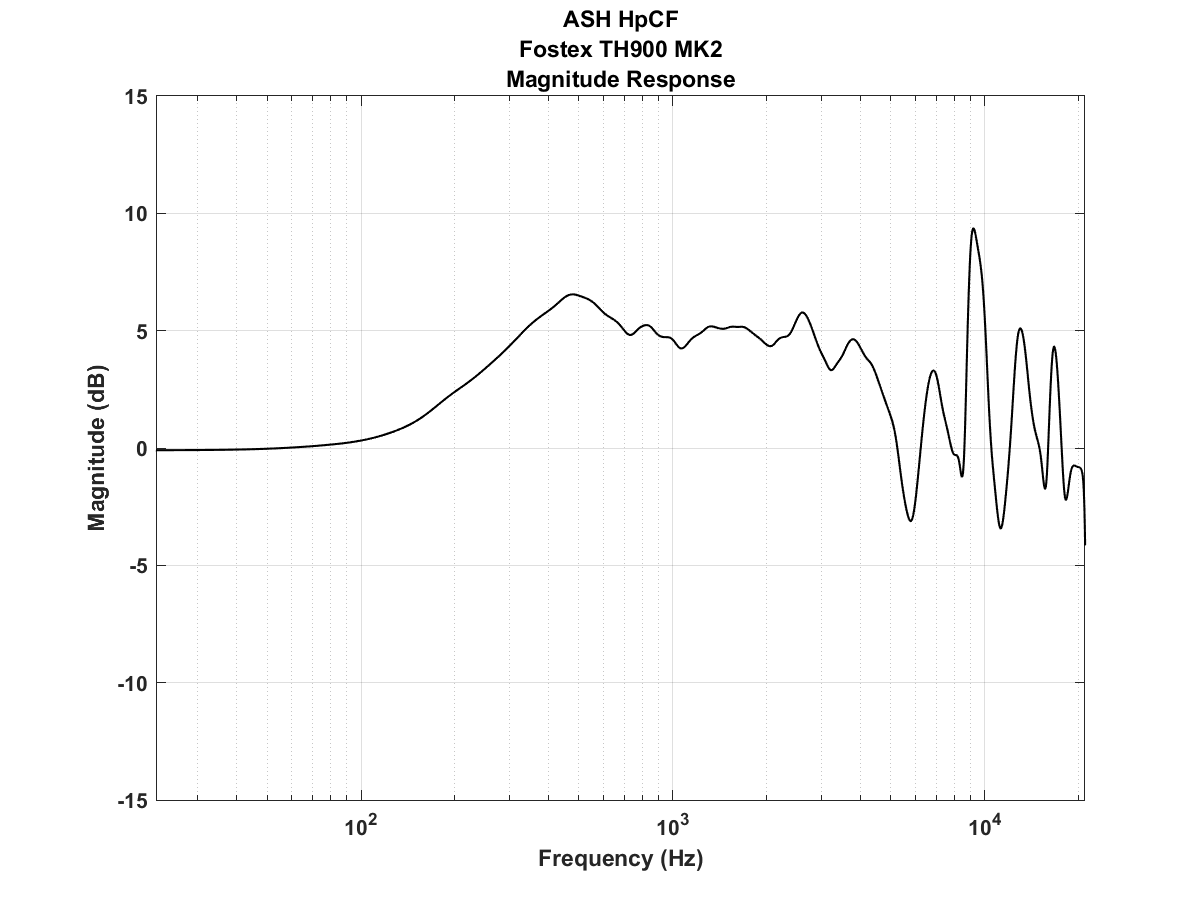 ASH HpCF
Fostex TH900 MK2
Magnitude Response
15
10
5
0
-5
-10
-15
Magnitude (dB)
10² 10³ 10⁴
Frequency (Hz)